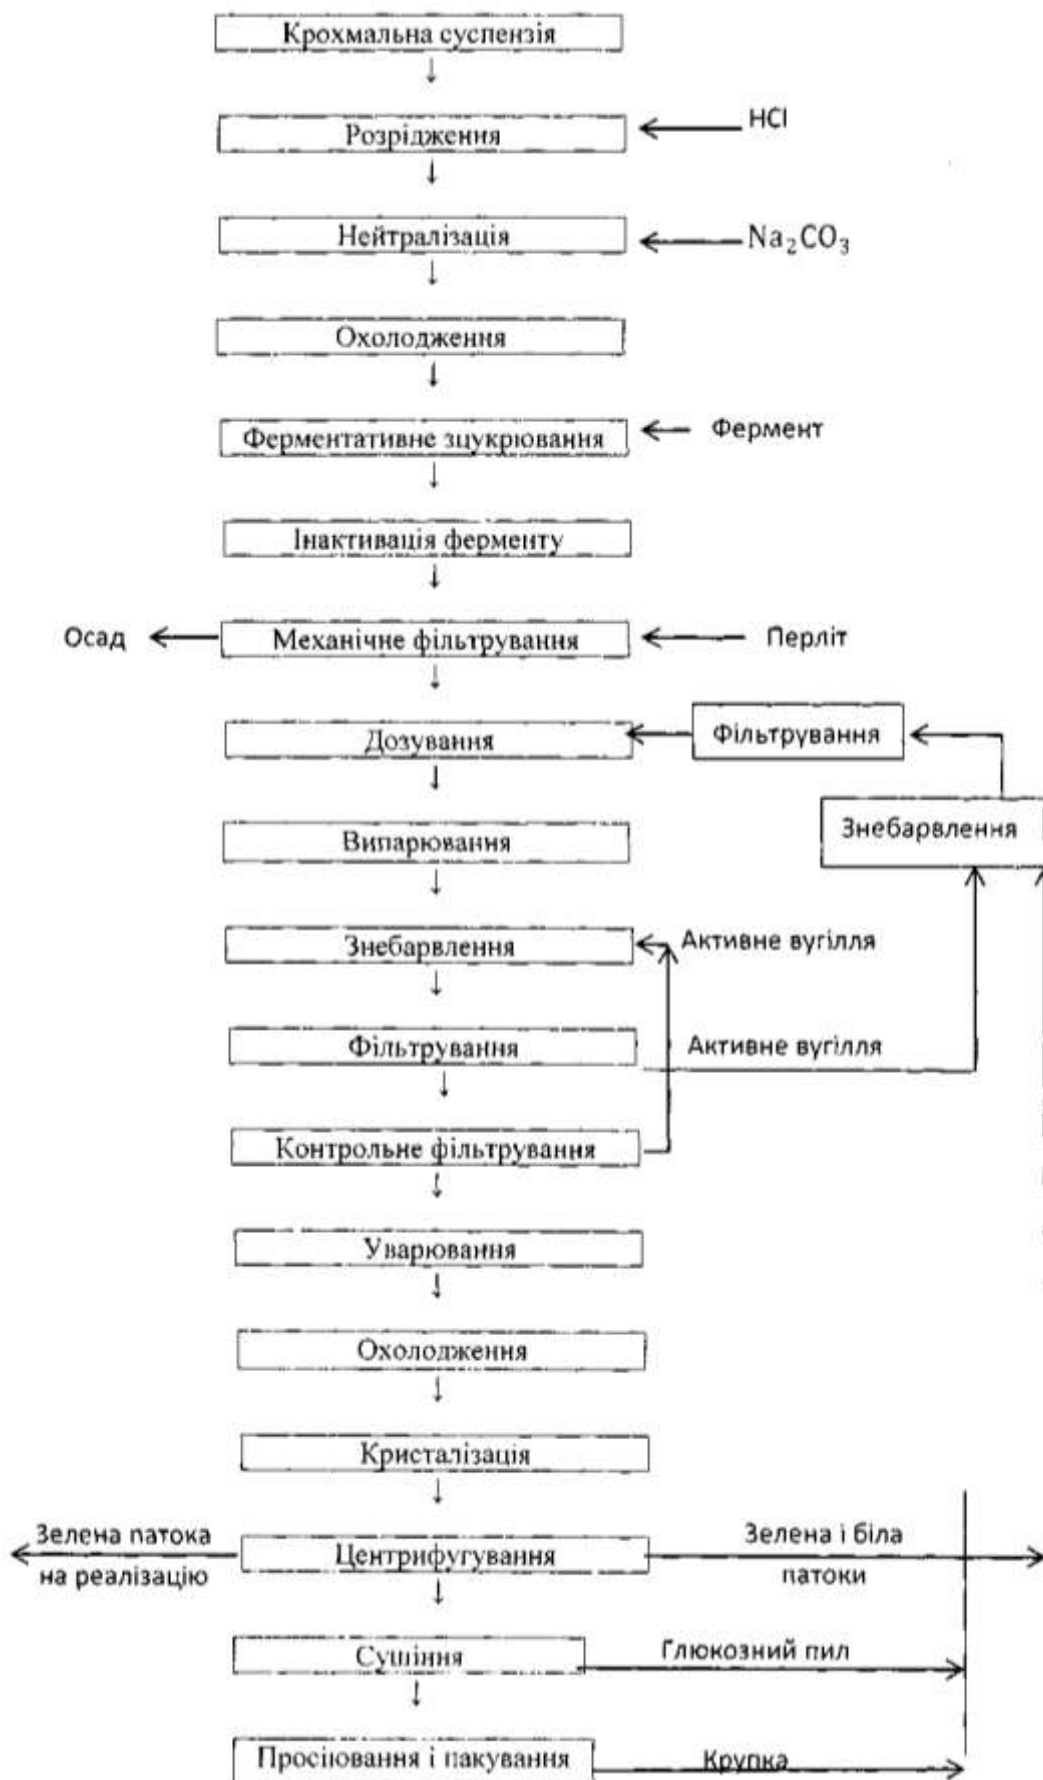 Крохмальна суспензія
Розрідження
HCl
Нейтралізація
Na₂CO₃
Охолодження
Ферментативне зцукрювання
Фермент
Інактивація ферменту
Осад
Механічне фільтрування
Перліт
Дозування
Фільтрування
Випарювання
Знебарвлення
Знебарвлення
Активне вугілля
Фільтрування
Активне вугілля
Контрольне фільтрування
Уварювання
Охолодження
Кристалізація
Зелена патока
на реалізацію
Центрифугування
Зелена і біла
патоки
Сушіння
Глюкозний пил
Просіювання і пакування
Крупка